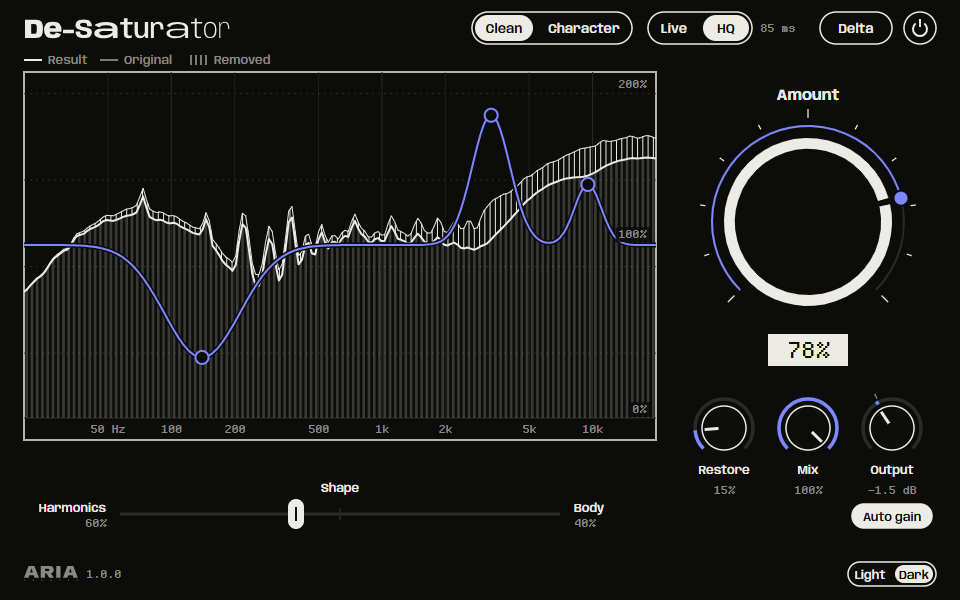 De-Saturator
Clean Character
Live HQ 85 ms
Delta
Result Original Removed
200%
100%
0%
50 Hz 100 200 500 1k 2k 5k 10k
Amount
78%
Restore Mix Output
15% 100% -1.5 dB
Auto gain
Shape
Harmonics Body
60% 40%
ARIA 1.0.0
Light Dark